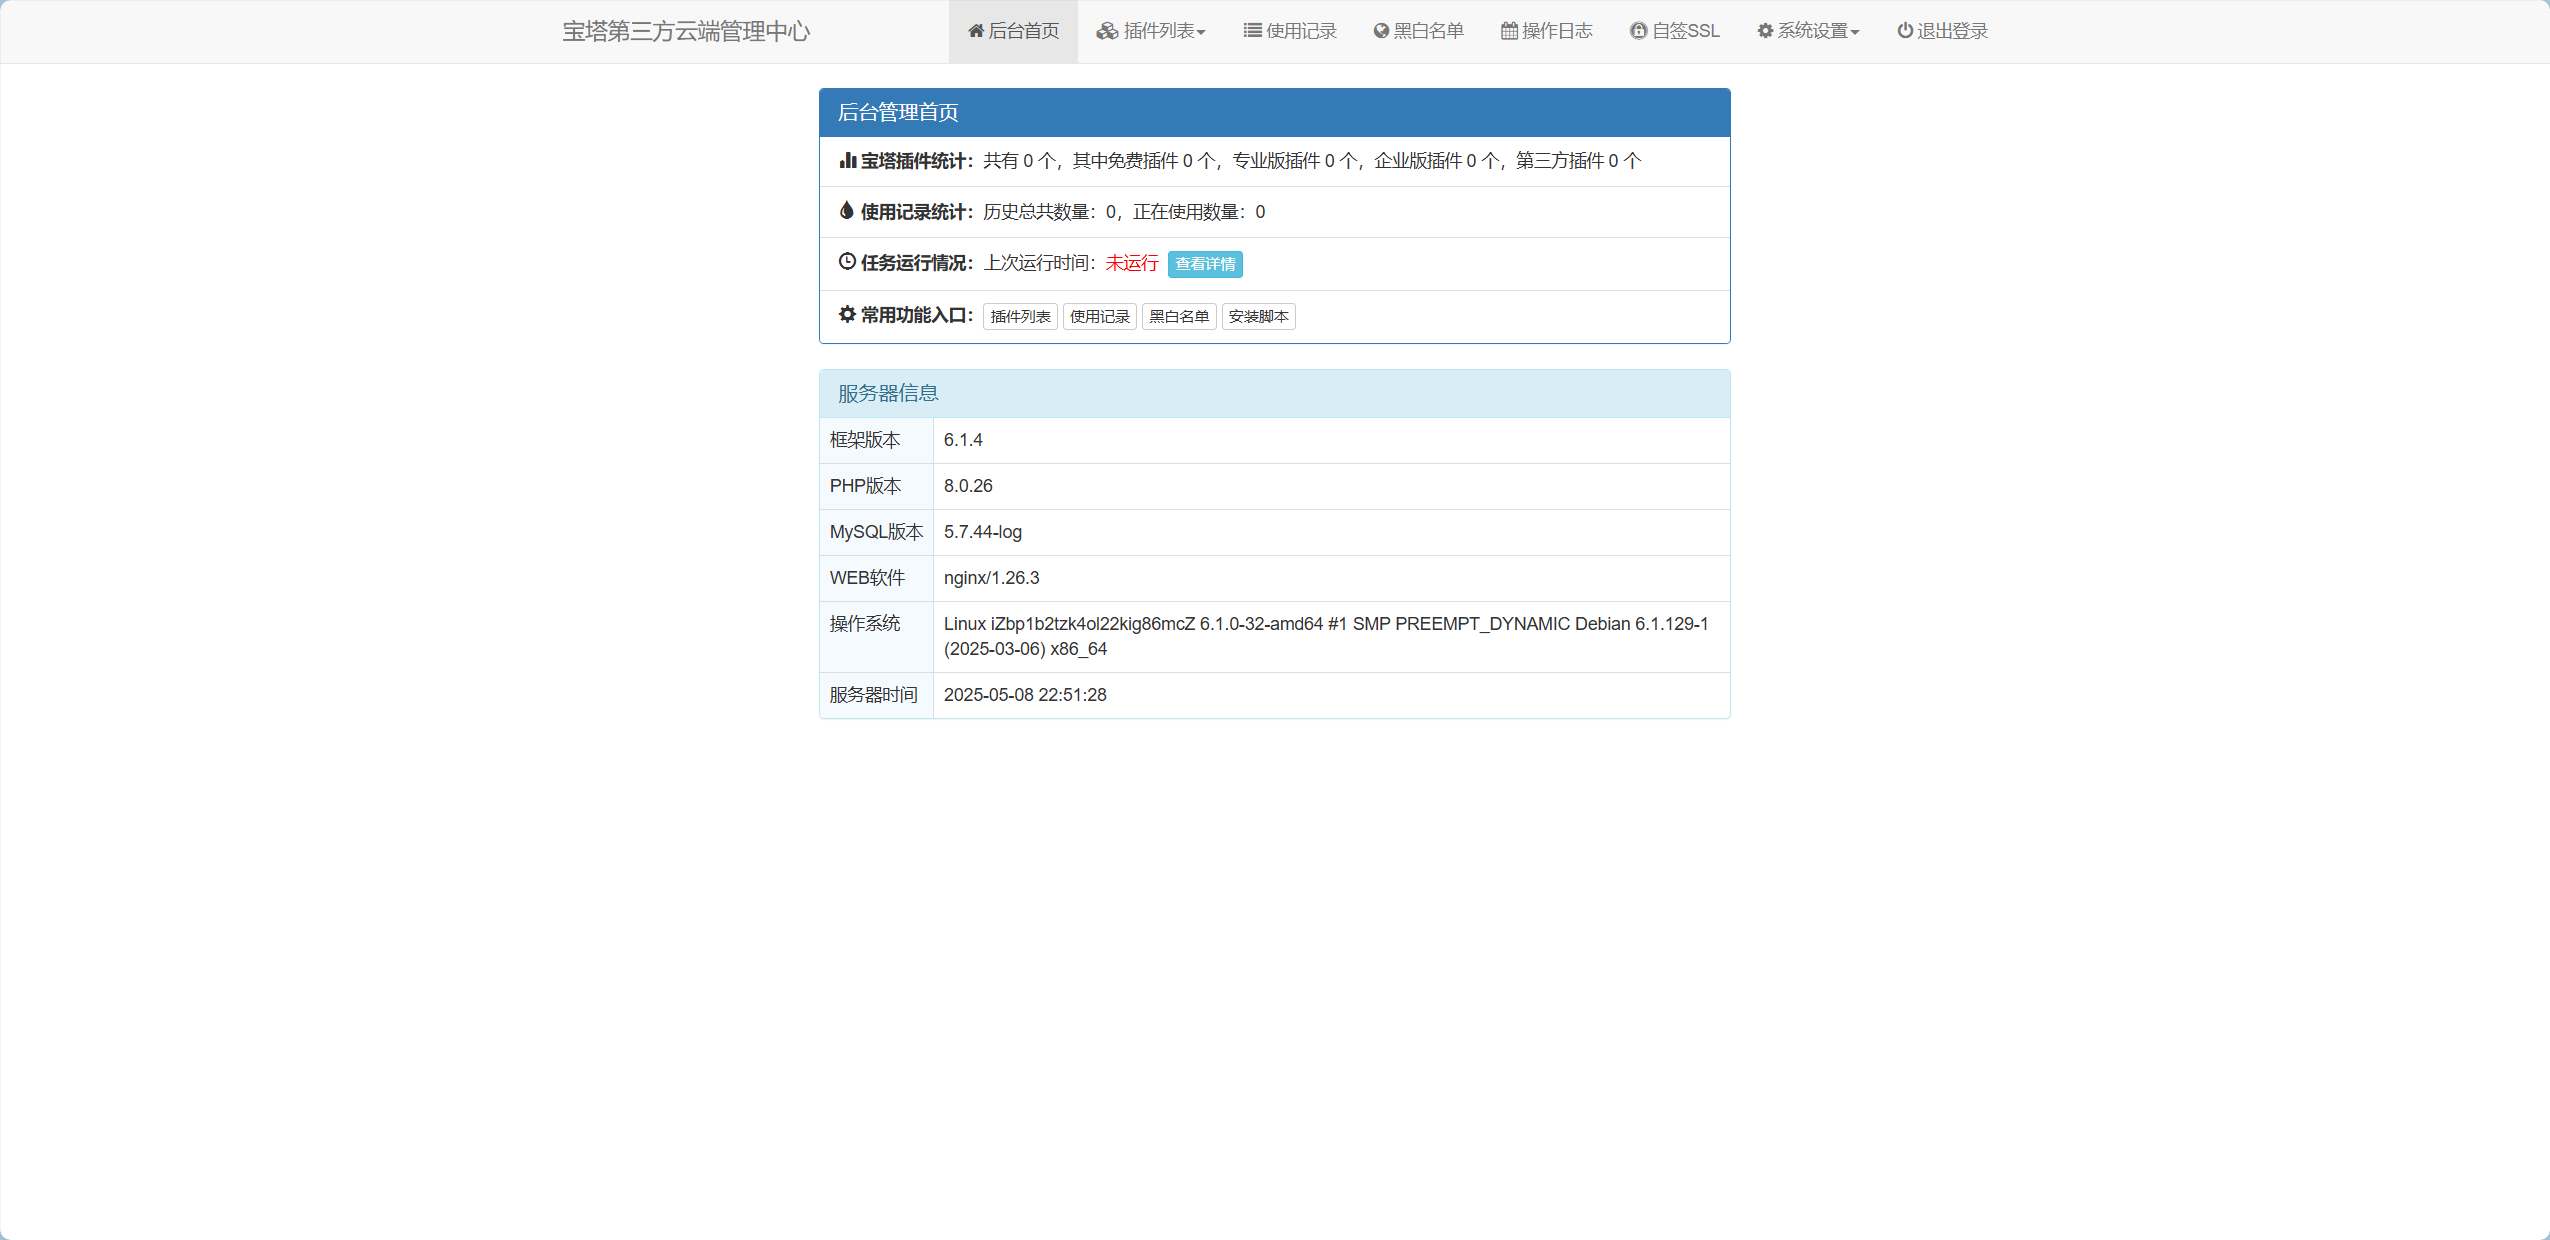 宝塔第三方云端管理中心 后台首页 插件列表 使用记录 黑白名单 操作日志 自签SSL 系统设置 退出登录
后台管理首页
宝塔插件统计：共有 0 个，其中免费插件 0 个，专业版插件 0 个，企业版插件 0 个，第三方插件 0 个
使用记录统计：历史总共数量：0，正在使用数量：0
任务运行情况：上次运行时间：未运行 查看详情
常用功能入口：插件列表 使用记录 黑白名单 安装脚本
服务器信息
框架版本 6.1.4
PHP版本 8.0.26
MySQL版本 5.7.44-log
WEB软件 nginx/1.26.3
操作系统 Linux iZbp1b2tzk4ol22kig86mcZ 6.1.0-32-amd64 #1 SMP PREEMPT_DYNAMIC Debian 6.1.129-1
(2025-03-06) x86_64
服务器时间 2025-05-08 22:51:28